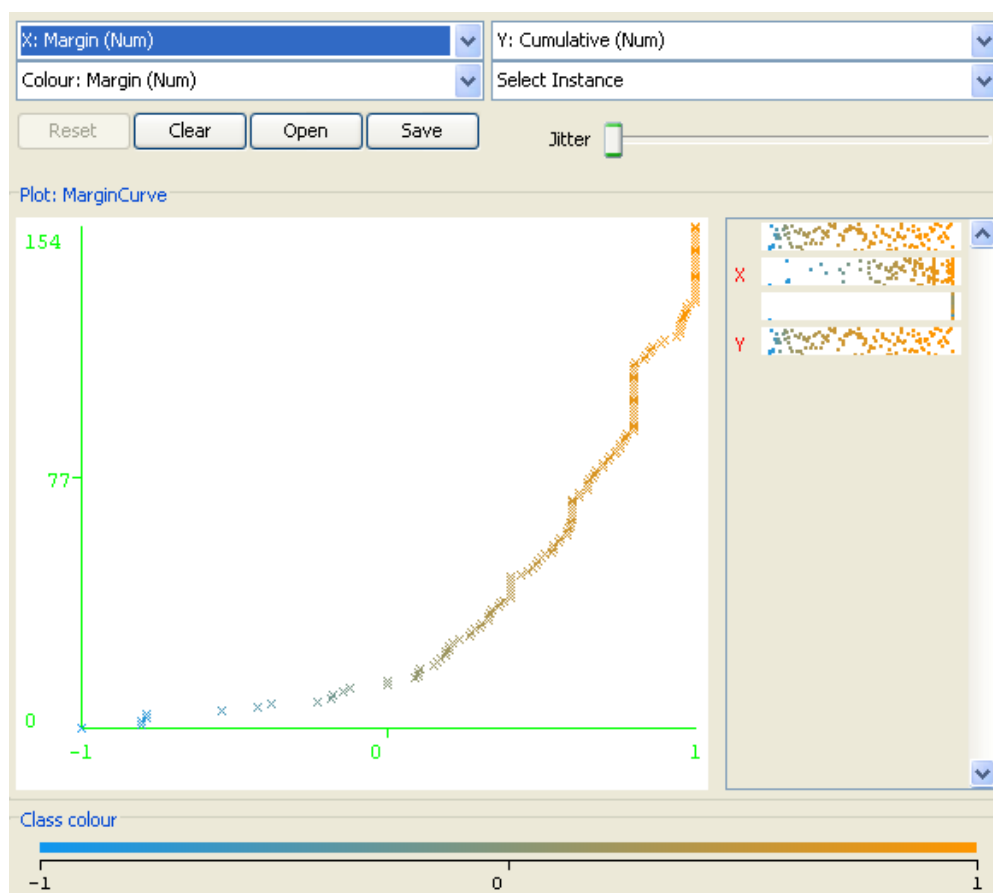 X: Margin (Num)
Y: Cumulative (Num)
Colour: Margin (Num)
Select Instance
Reset
Clear
Open
Save
Jitter
Plot: MarginCurve
154
77
0
-1
0
1
X
Y
Class colour
-1
0
1